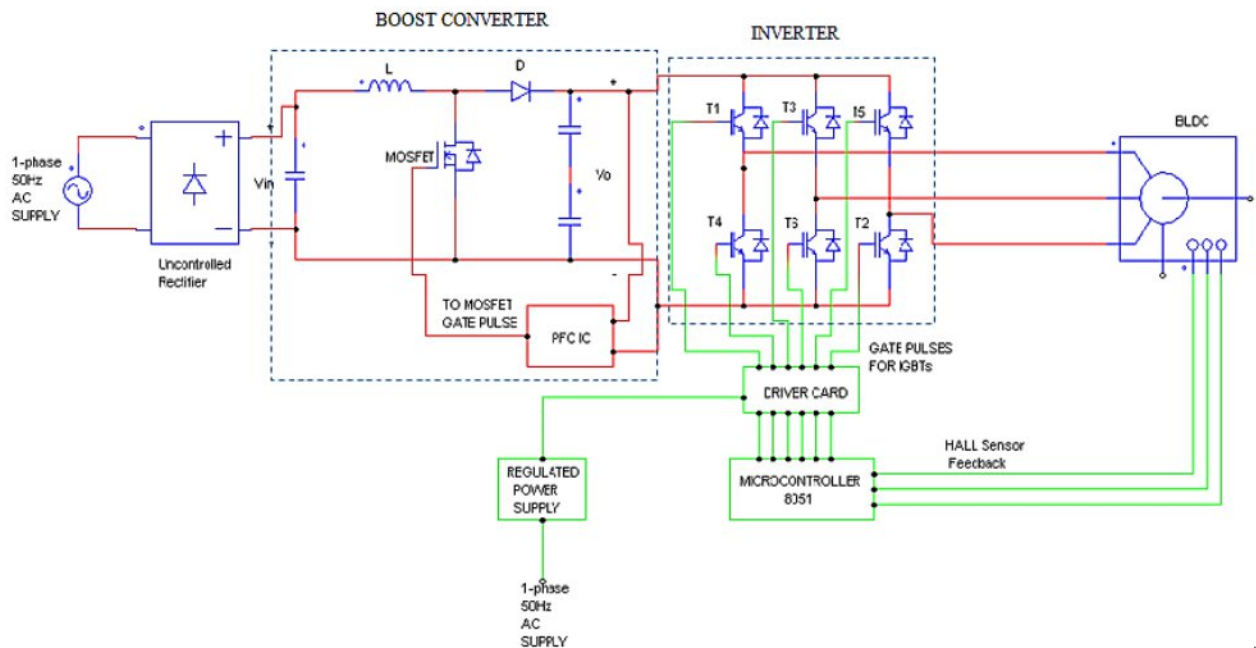 BOOST CONVERTER
INVERTER
L
D
+
T1
T3
I5
BLDC
1-phase
50Hz
AC
SUPPLY
+
−
+
Vin
MOSFET
Vo
T4
T6
T2
Uncontrolled
Rectifier
-
TO MOSFET
GATE PULSE
PFC IC
GATE PULSES
FOR IGBTs
DRIVER CARD
HALL Sensor
Feedback
REGULATED
POWER
SUPPLY
MICROCONTROLLER
8051
1-phase
50Hz
AC
SUPPLY